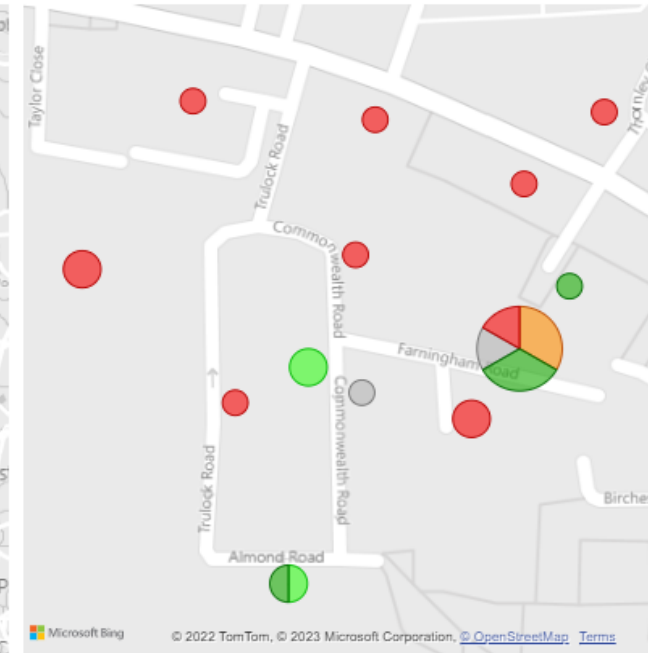 Taylor Close
Trulock Road
Commonwealth Road
Farningham Road
Commonwealth Road
Trulock Road
Birche
Almond Road
Microsoft Bing
© 2022 TomTom, © 2023 Microsoft Corporation, © OpenStreetMap Terms